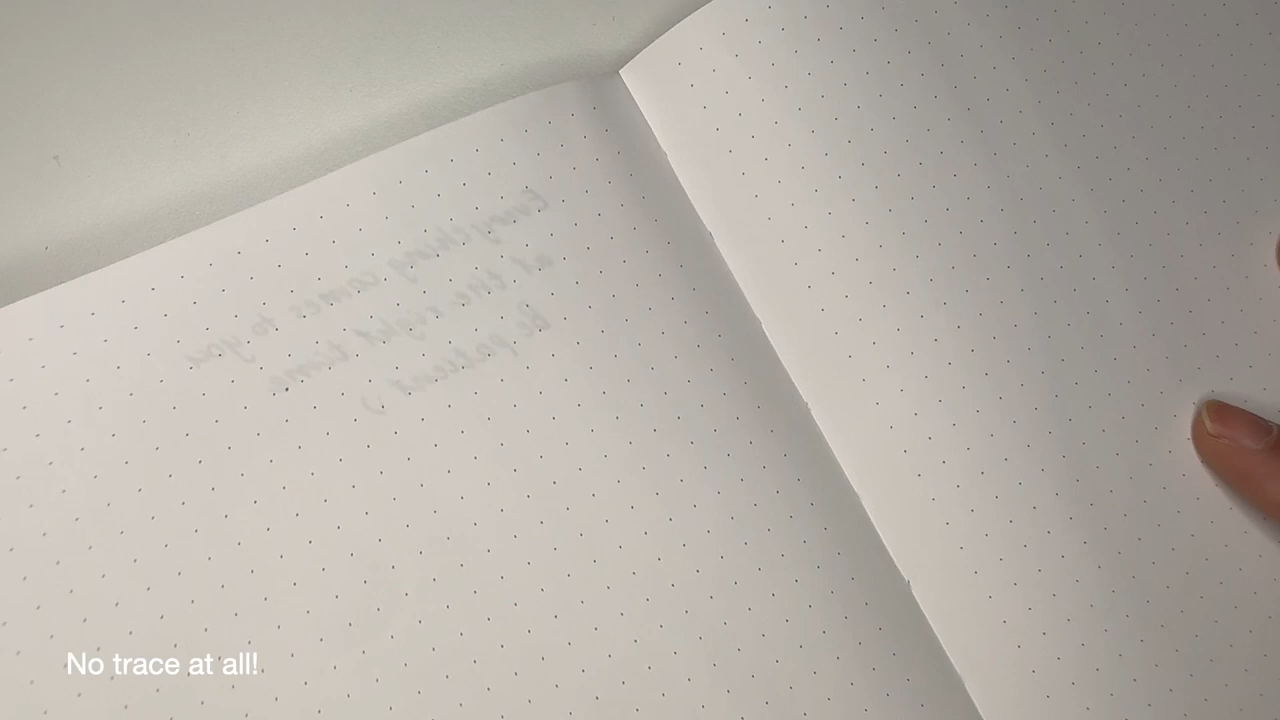 Everything comes to you
at the right time.
Be patient :)
No trace at all!